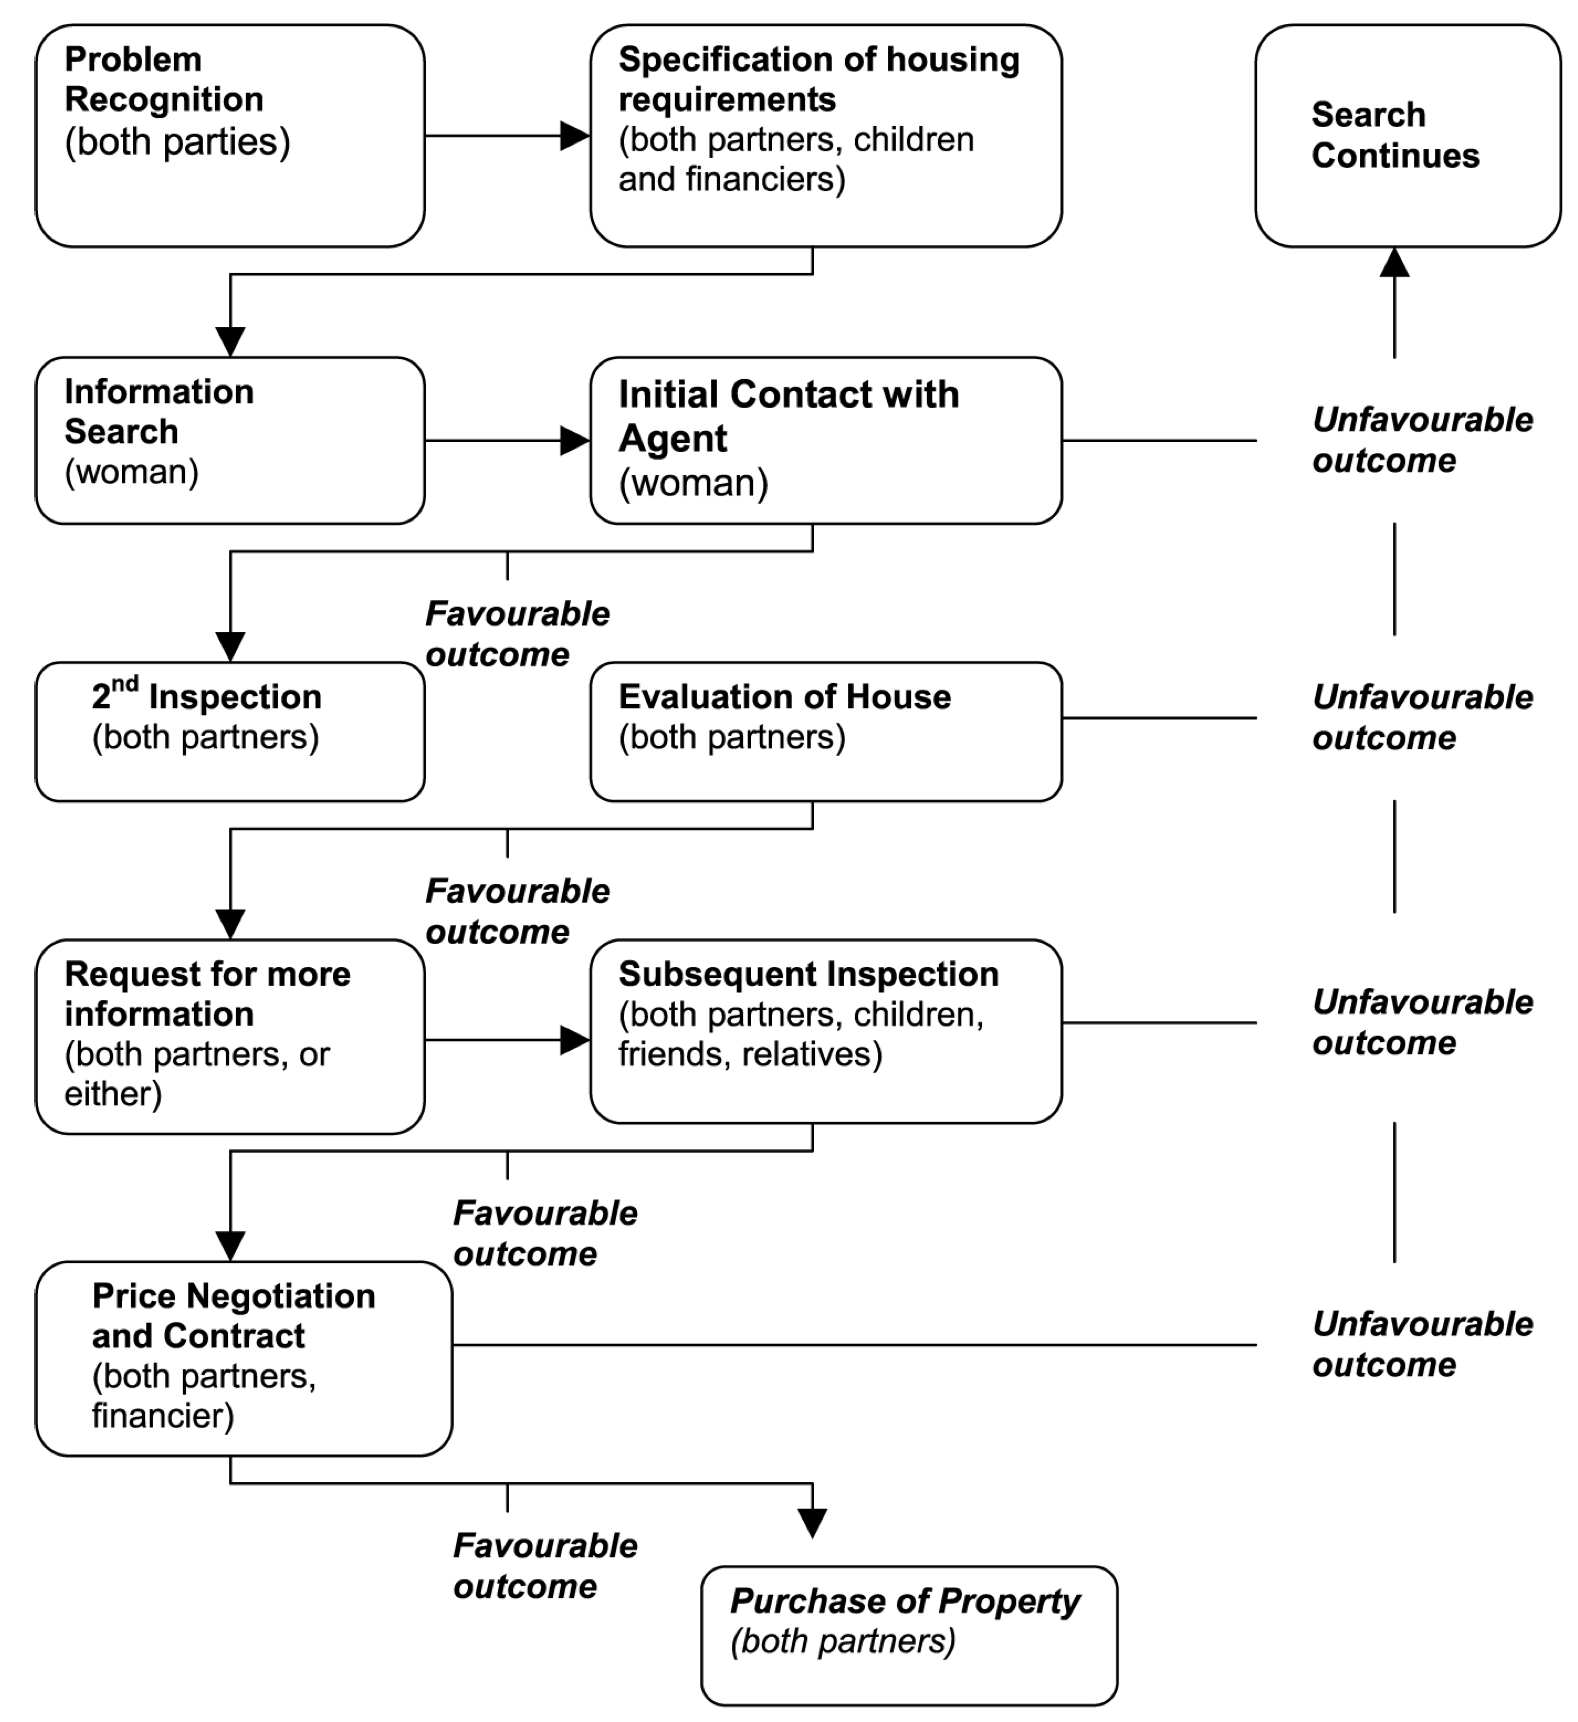 Problem
Recognition
(both parties)
Specification of housing
requirements
(both partners, children
and financiers)
Search
Continues
Information
Search
(woman)
Initial Contact with
Agent
(woman)
Unfavourable
outcome
Favourable
outcome
2nd Inspection
(both partners)
Evaluation of House
(both partners)
Unfavourable
outcome
Favourable
outcome
Request for more
information
(both partners, or
either)
Subsequent Inspection
(both partners, children,
friends, relatives)
Unfavourable
outcome
Favourable
outcome
Price Negotiation
and Contract
(both partners,
financier)
Unfavourable
outcome
Favourable
outcome
Purchase of Property
(both partners)